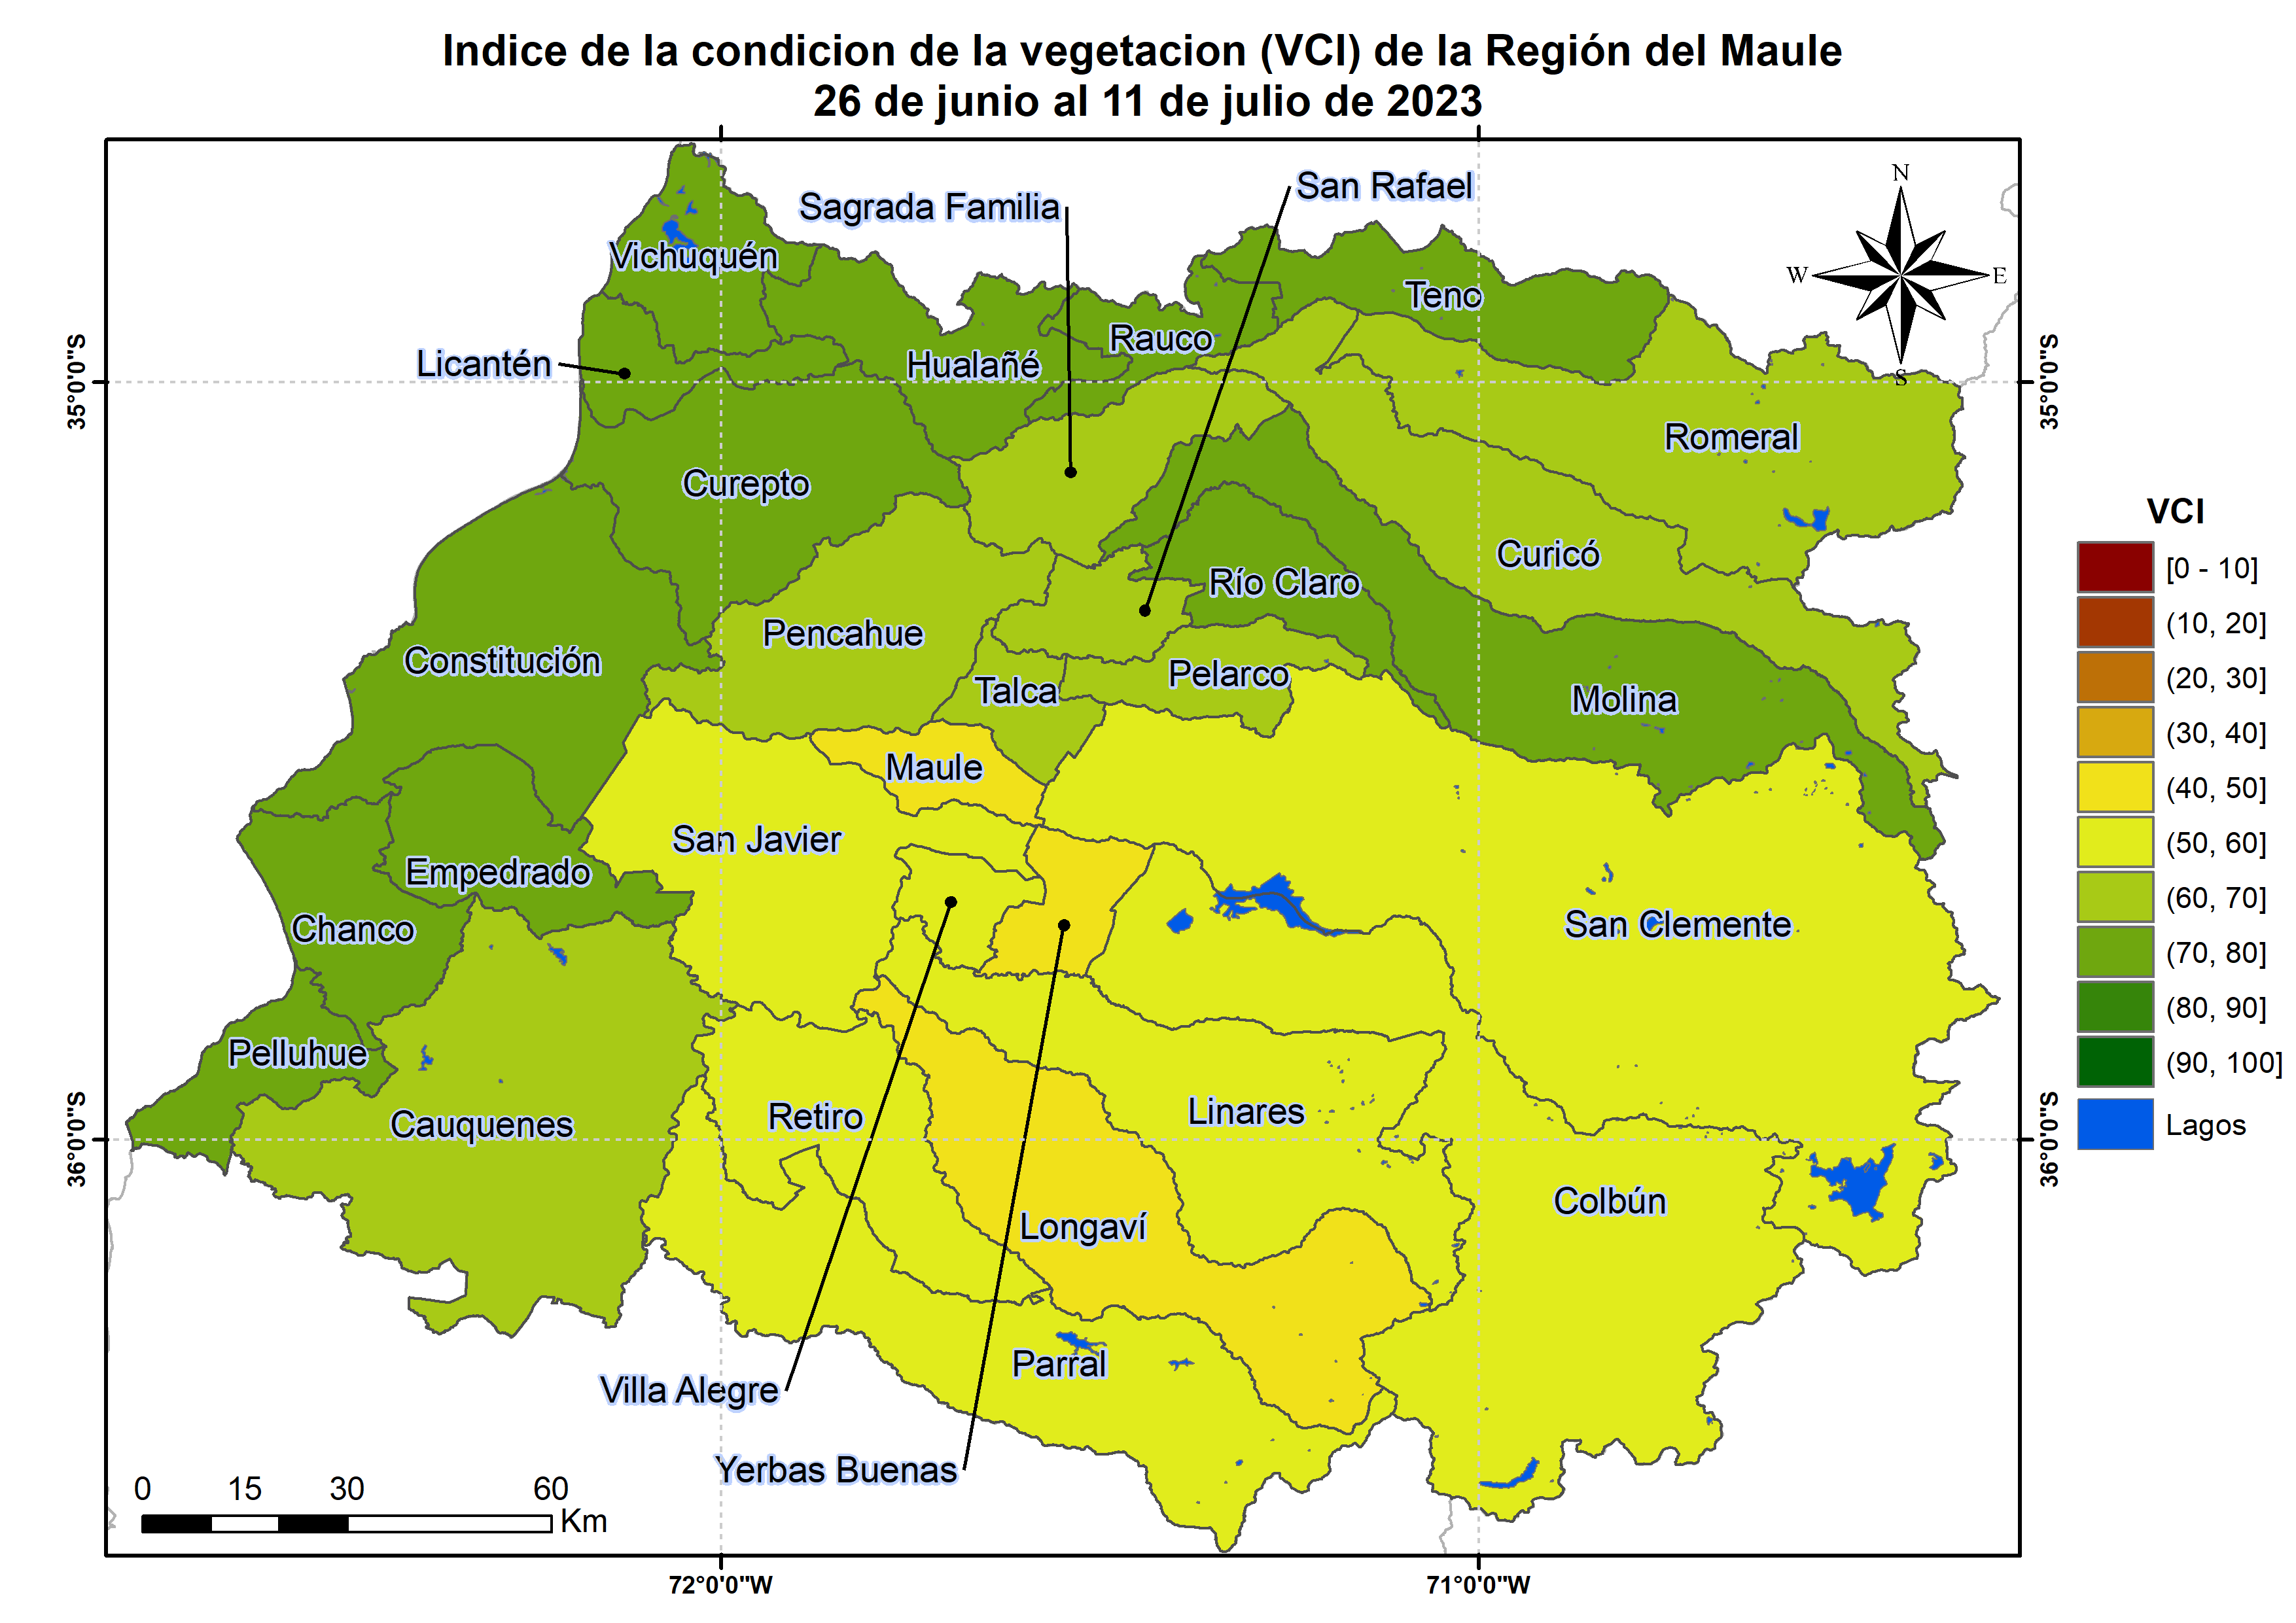 Indice de la condicion de la vegetacion (VCI) de la Región del Maule
26 de junio al 11 de julio de 2023
N
W
E
S
San Rafael
Sagrada Familia
Vichuquén
Teno
Rauco
Licantén
Hualañé
Romeral
Curepto
Curicó
Río Claro
Pencahue
Constitución
Pelarco
Talca
Molina
Maule
San Javier
Empedrado
Chanco
San Clemente
Pelluhue
Cauquenes
Retiro
Linares
Colbún
Longaví
Parral
Villa Alegre
Yerbas Buenas
35°0'0"S
35°0'0"S
36°0'0"S
36°0'0"S
72°0'0"W
71°0'0"W
0 15 30 60
Km
VCI
[0 - 10]
(10, 20]
(20, 30]
(30, 40]
(40, 50]
(50, 60]
(60, 70]
(70, 80]
(80, 90]
(90, 100]
Lagos